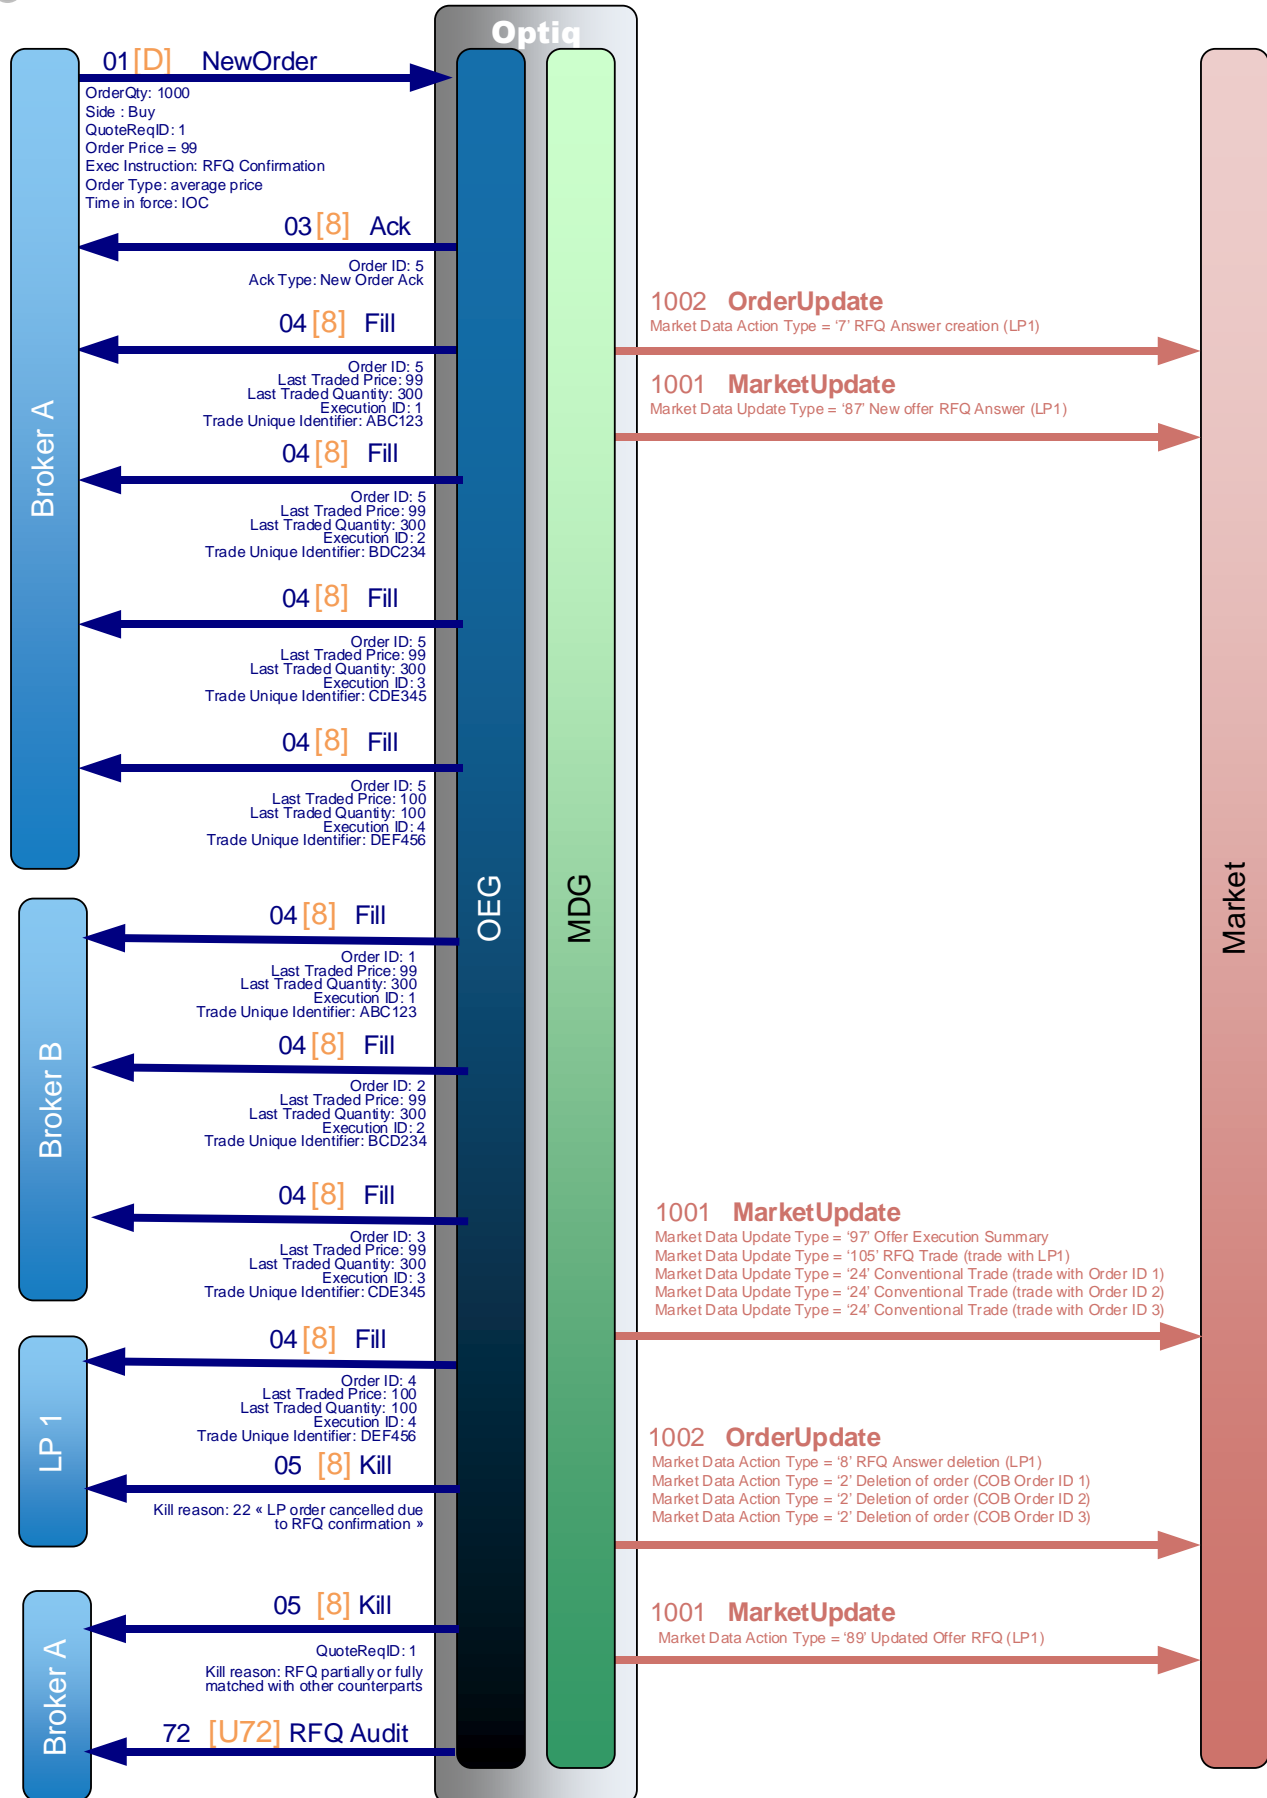 Optiq
01 [D] NewOrder
OrderQty: 1000
Side : Buy
QuoteReqID: 1
Order Price = 99
Exec Instruction: RFQ Confirmation
Order Type: average price
Time in force: IOC
03 [8] Ack
Order ID: 5
Ack Type: New Order Ack
04 [8] Fill
Order ID: 5
Last Traded Price: 99
Last Traded Quantity: 300
Execution ID: 1
Trade Unique Identifier: ABC123
04 [8] Fill
Order ID: 5
Last Traded Price: 99
Last Traded Quantity: 300
Execution ID: 2
Trade Unique Identifier: BDC234
04 [8] Fill
Order ID: 5
Last Traded Price: 99
Last Traded Quantity: 300
Execution ID: 3
Trade Unique Identifier: CDE345
04 [8] Fill
Order ID: 5
Last Traded Price: 100
Last Traded Quantity: 100
Execution ID: 4
Trade Unique Identifier: DEF456
Broker A
04 [8] Fill
Order ID: 1
Last Traded Price: 99
Last Traded Quantity: 300
Execution ID: 1
Trade Unique Identifier: ABC123
04 [8] Fill
Order ID: 2
Last Traded Price: 99
Last Traded Quantity: 300
Execution ID: 2
Trade Unique Identifier: BCD234
04 [8] Fill
Order ID: 3
Last Traded Price: 99
Last Traded Quantity: 300
Execution ID: 3
Trade Unique Identifier: CDE345
Broker B
04 [8] Fill
Order ID: 4
Last Traded Price: 100
Last Traded Quantity: 100
Execution ID: 4
Trade Unique Identifier: DEF456
05 [8] Kill
Kill reason: 22 « LP order cancelled due
to RFQ confirmation »
LP 1
05 [8] Kill
QuoteReqID: 1
Kill reason: RFQ partially or fully
matched with other counterparts
72 [U72] RFQ Audit
Broker A
OEG
MDG
1002 OrderUpdate
Market Data Action Type = ‘7’ RFQ Answer creation (LP1)
1001 MarketUpdate
Market Data Update Type = ‘87’ New offer RFQ Answer (LP1)
1001 MarketUpdate
Market Data Update Type = ‘97’ Offer Execution Summary
Market Data Update Type = ‘105’ RFQ Trade (trade with LP1)
Market Data Update Type = ‘24’ Conventional Trade (trade with Order ID 1)
Market Data Update Type = ‘24’ Conventional Trade (trade with Order ID 2)
Market Data Update Type = ‘24’ Conventional Trade (trade with Order ID 3)
1002 OrderUpdate
Market Data Action Type = ‘8’ RFQ Answer deletion (LP1)
Market Data Action Type = ‘2’ Deletion of order (COB Order ID 1)
Market Data Action Type = ‘2’ Deletion of order (COB Order ID 2)
Market Data Action Type = ‘2’ Deletion of order (COB Order ID 3)
1001 MarketUpdate
Market Data Action Type = ‘89’ Updated Offer RFQ (LP1)
Market